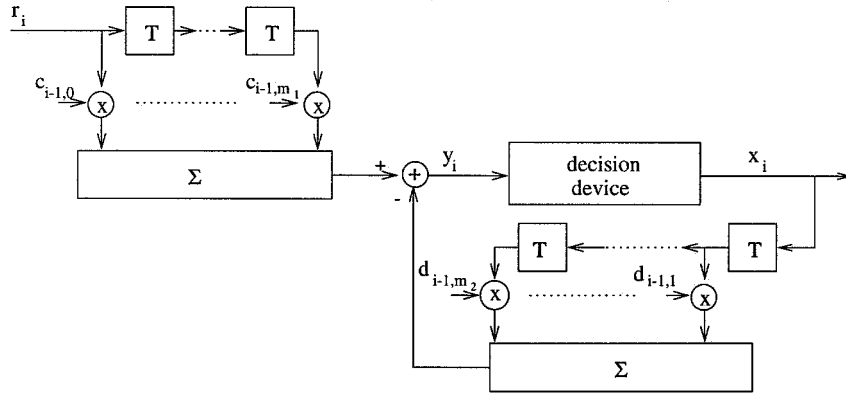 r_i
T T
c_{i-1,0} c_{i-1,m_1}
x x
Σ
+ + y_i decision device x_i
-
T T
d_{i-1,m_2} d_{i-1,1}
x x
Σ